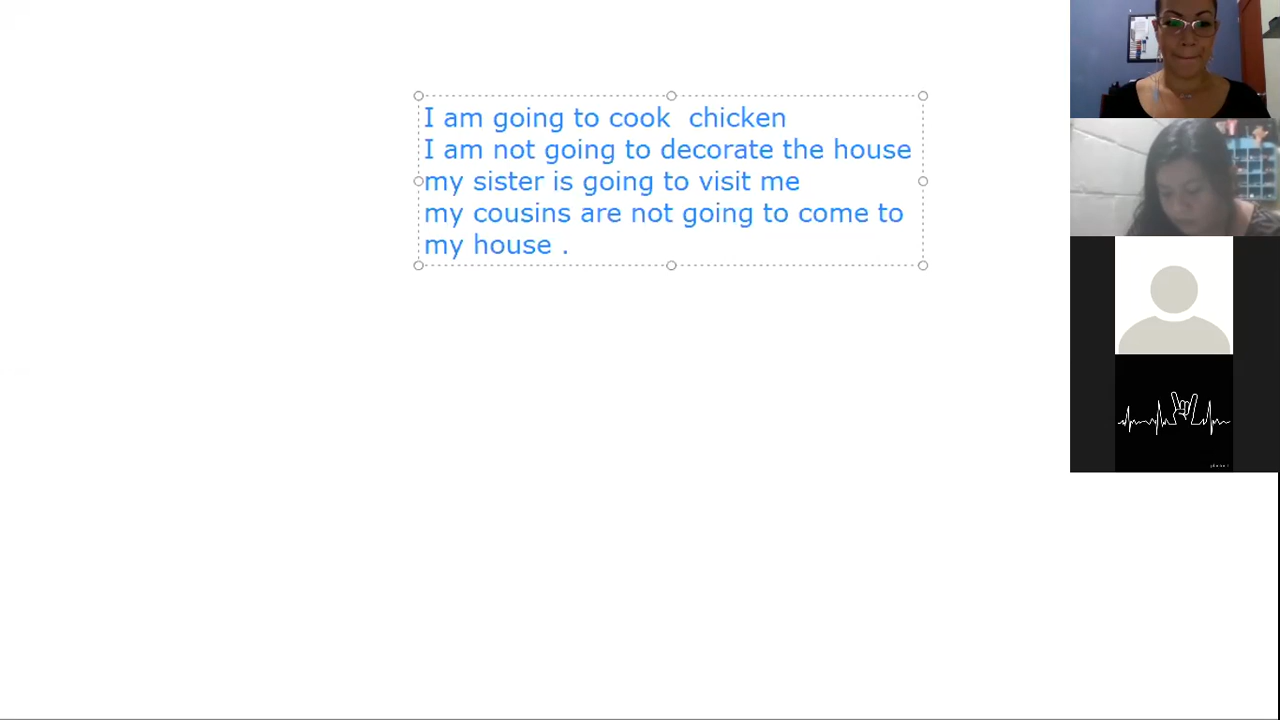 I am going to cook  chicken
I am not going to decorate the house
my sister is going to visit me
my cousins are not going to come to
my house .